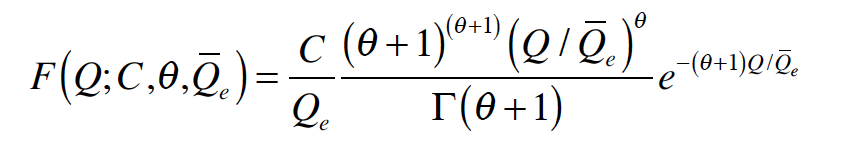 F(Q; C, θ, Q̄ₑ) = C/Qₑ (θ+1)^(θ+1) (Q/Q̄ₑ)^θ / Γ(θ+1) e^−(θ+1)Q/Q̄ₑ